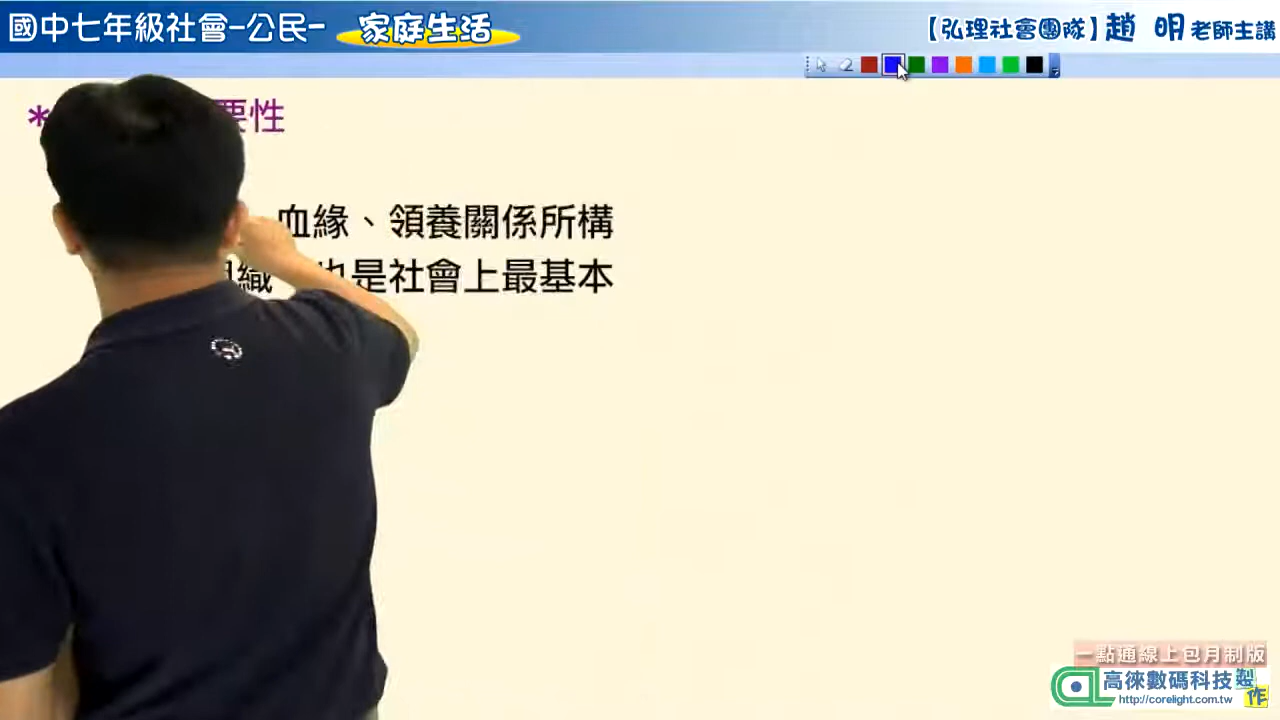 國中七年級社會-公民- 家庭生活
【弘理社會團隊】趙 明 老師主講
*要性
血緣、領養關係所構
織 也是社會上最基本
一點通線上包月制版
高徠數碼科技製作
http://corelight.com.tw